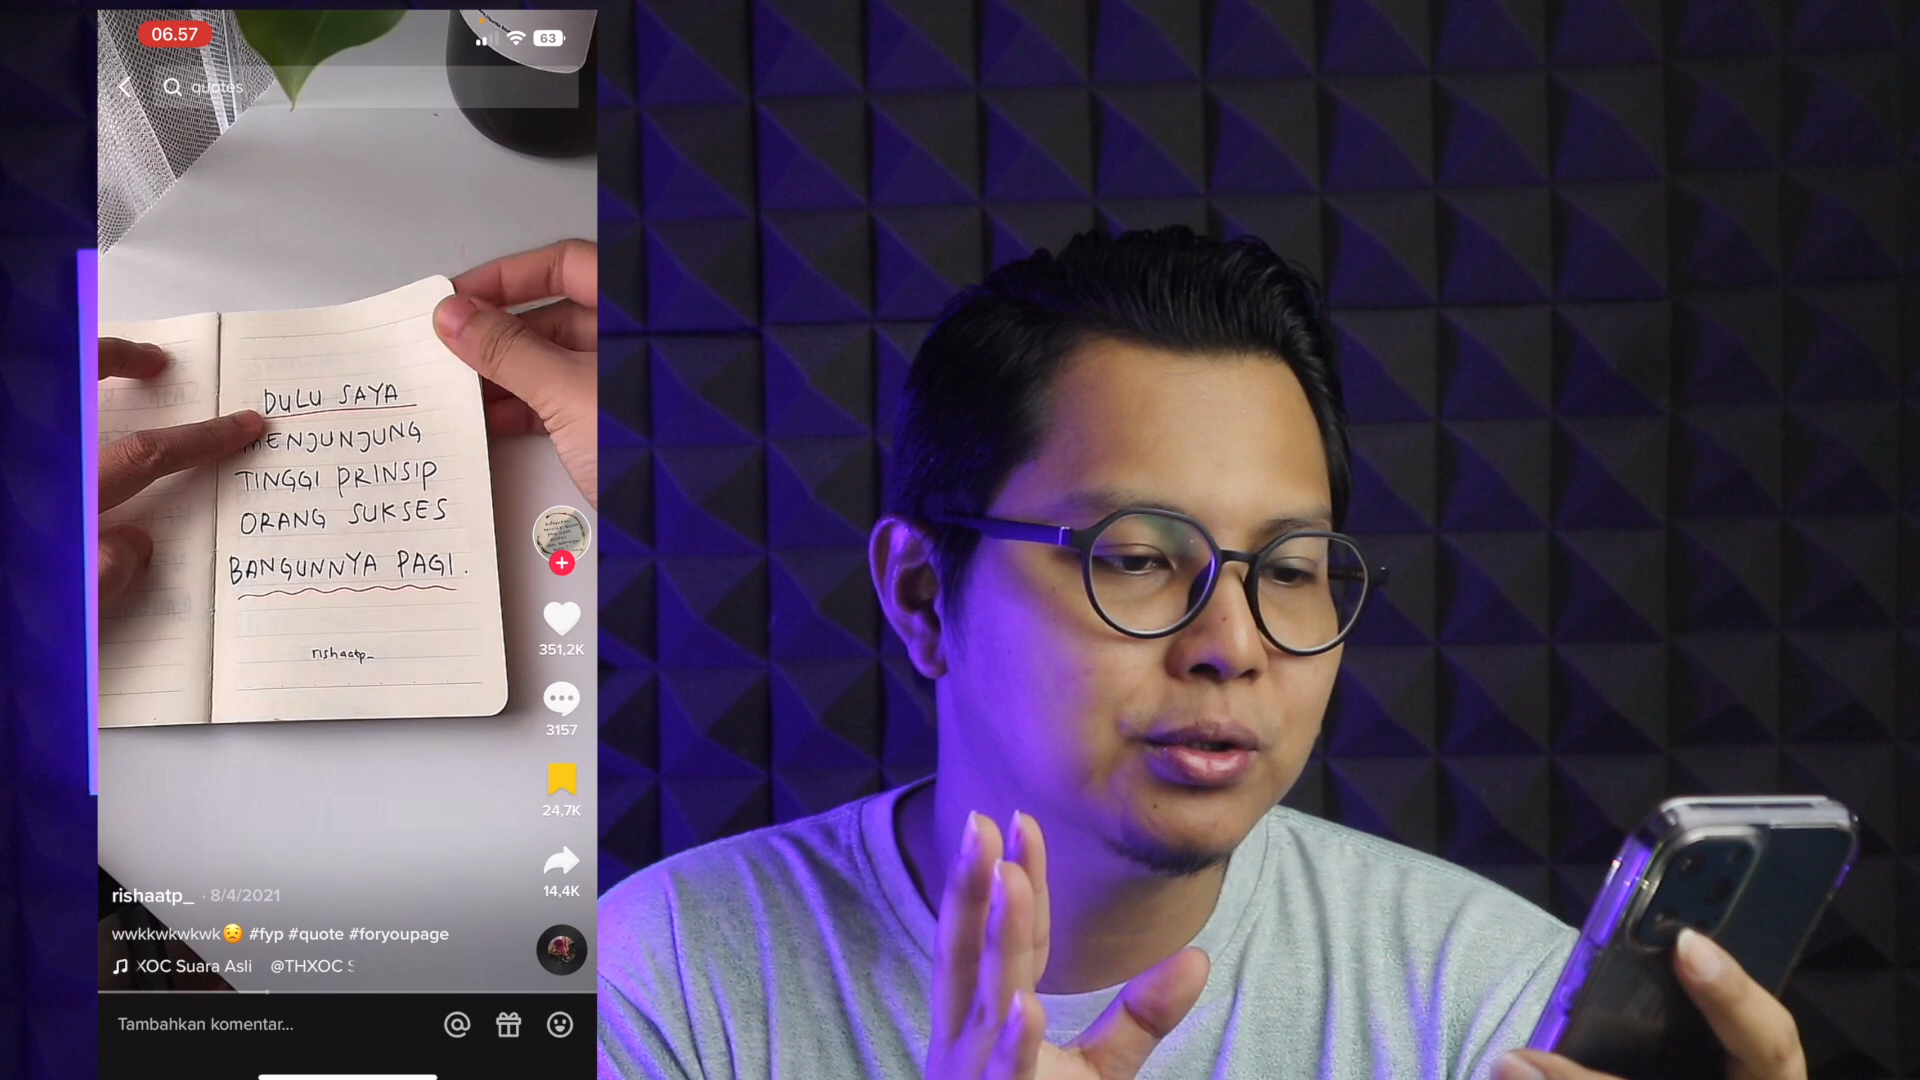 06.57
63
quotes
DULU SAYA
MENJUNJUNG
TINGGI PRINSIP
ORANG SUKSES
BANGUNNYA PAGI.
rishaatp_
351,2K
3157
24,7K
14,4K
rishaatp_ · 8/4/2021
wwkkwkwkwk😟 #fyp #quote #foryoupage
XOC Suara Asli @THXOC S
Tambahkan komentar...